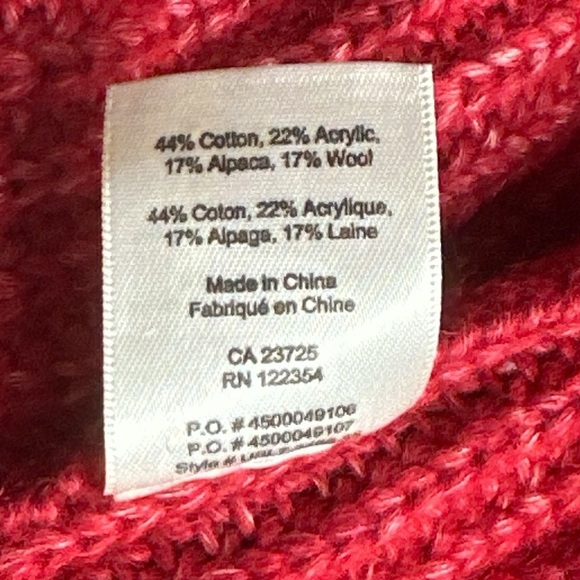 44% Cotton, 22% Acrylic,
17% Alpaca, 17% Wool
44% Coton, 22% Acrylique,
17% Alpaga, 17% Laine
Made in China
Fabriqué en Chine
CA 23725
RN 122354
P.O. # 4500049106
P.O. # 4500049107
Style #